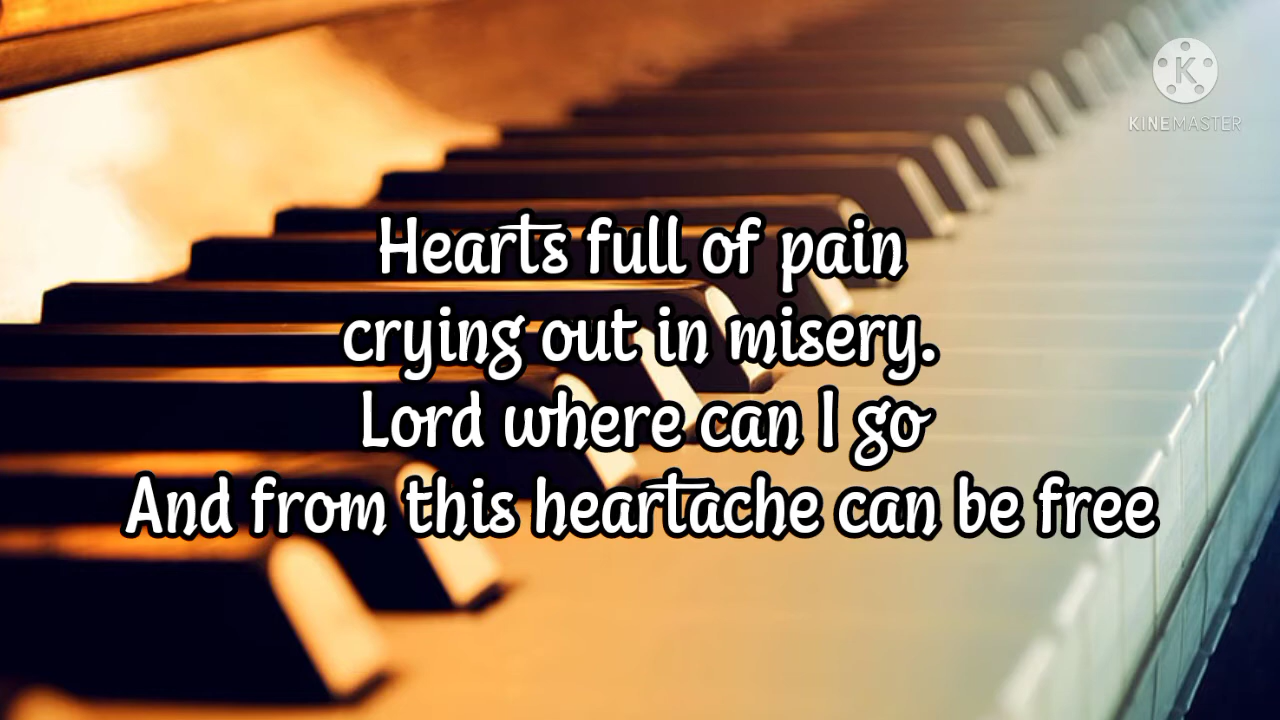 K
KINEMASTER
Hearts full of pain
crying out in misery.
Lord where can I go
And from this heartache can be free